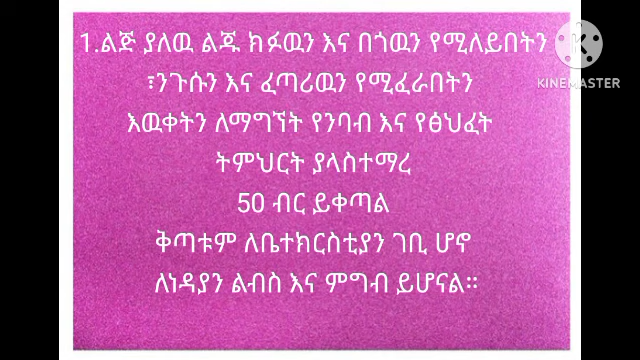 1.ልጅ ያለዉ ልጁ ክፉዉን እና በጎዉን የሚለይበትን
፣ንጉሱን እና ፈጣሪዉን የሚፈራበትን
እዉቀትን ለማግኘት የንባብ እና የፅህፈት
ትምህርት ያላስተማረ
50 ብር ይቀጣል
ቅጣቱም ለቤተክርስቲያን ገቢ ሆኖ
ለነዳያን ልብስ እና ምግብ ይሆናል።
KINEMASTER